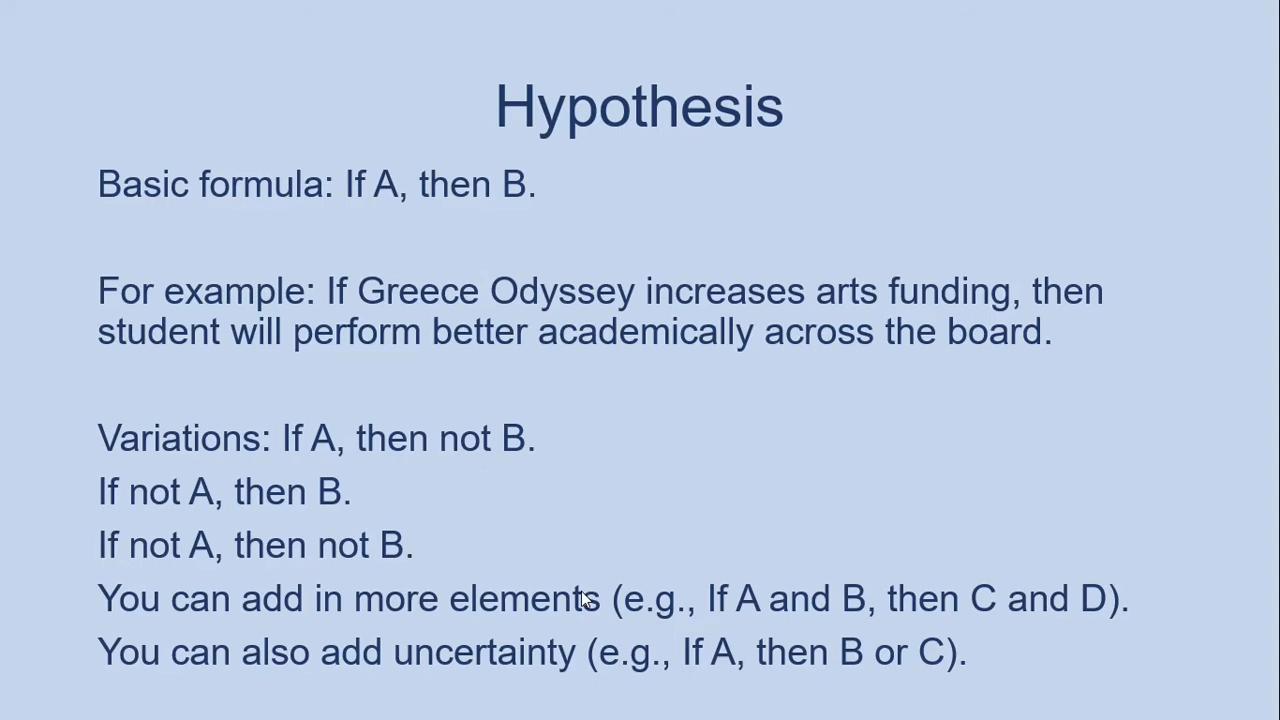 Hypothesis
Basic formula: If A, then B.
For example: If Greece Odyssey increases arts funding, then
student will perform better academically across the board.
Variations: If A, then not B.
If not A, then B.
If not A, then not B.
You can add in more elements (e.g., If A and B, then C and D).
You can also add uncertainty (e.g., If A, then B or C).